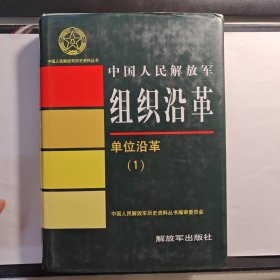 中国人民解放军历史资料丛书
中国人民解放军
组织沿革
单位沿革
(1)
中国人民解放军历史资料丛书编审委员会
解放军出版社